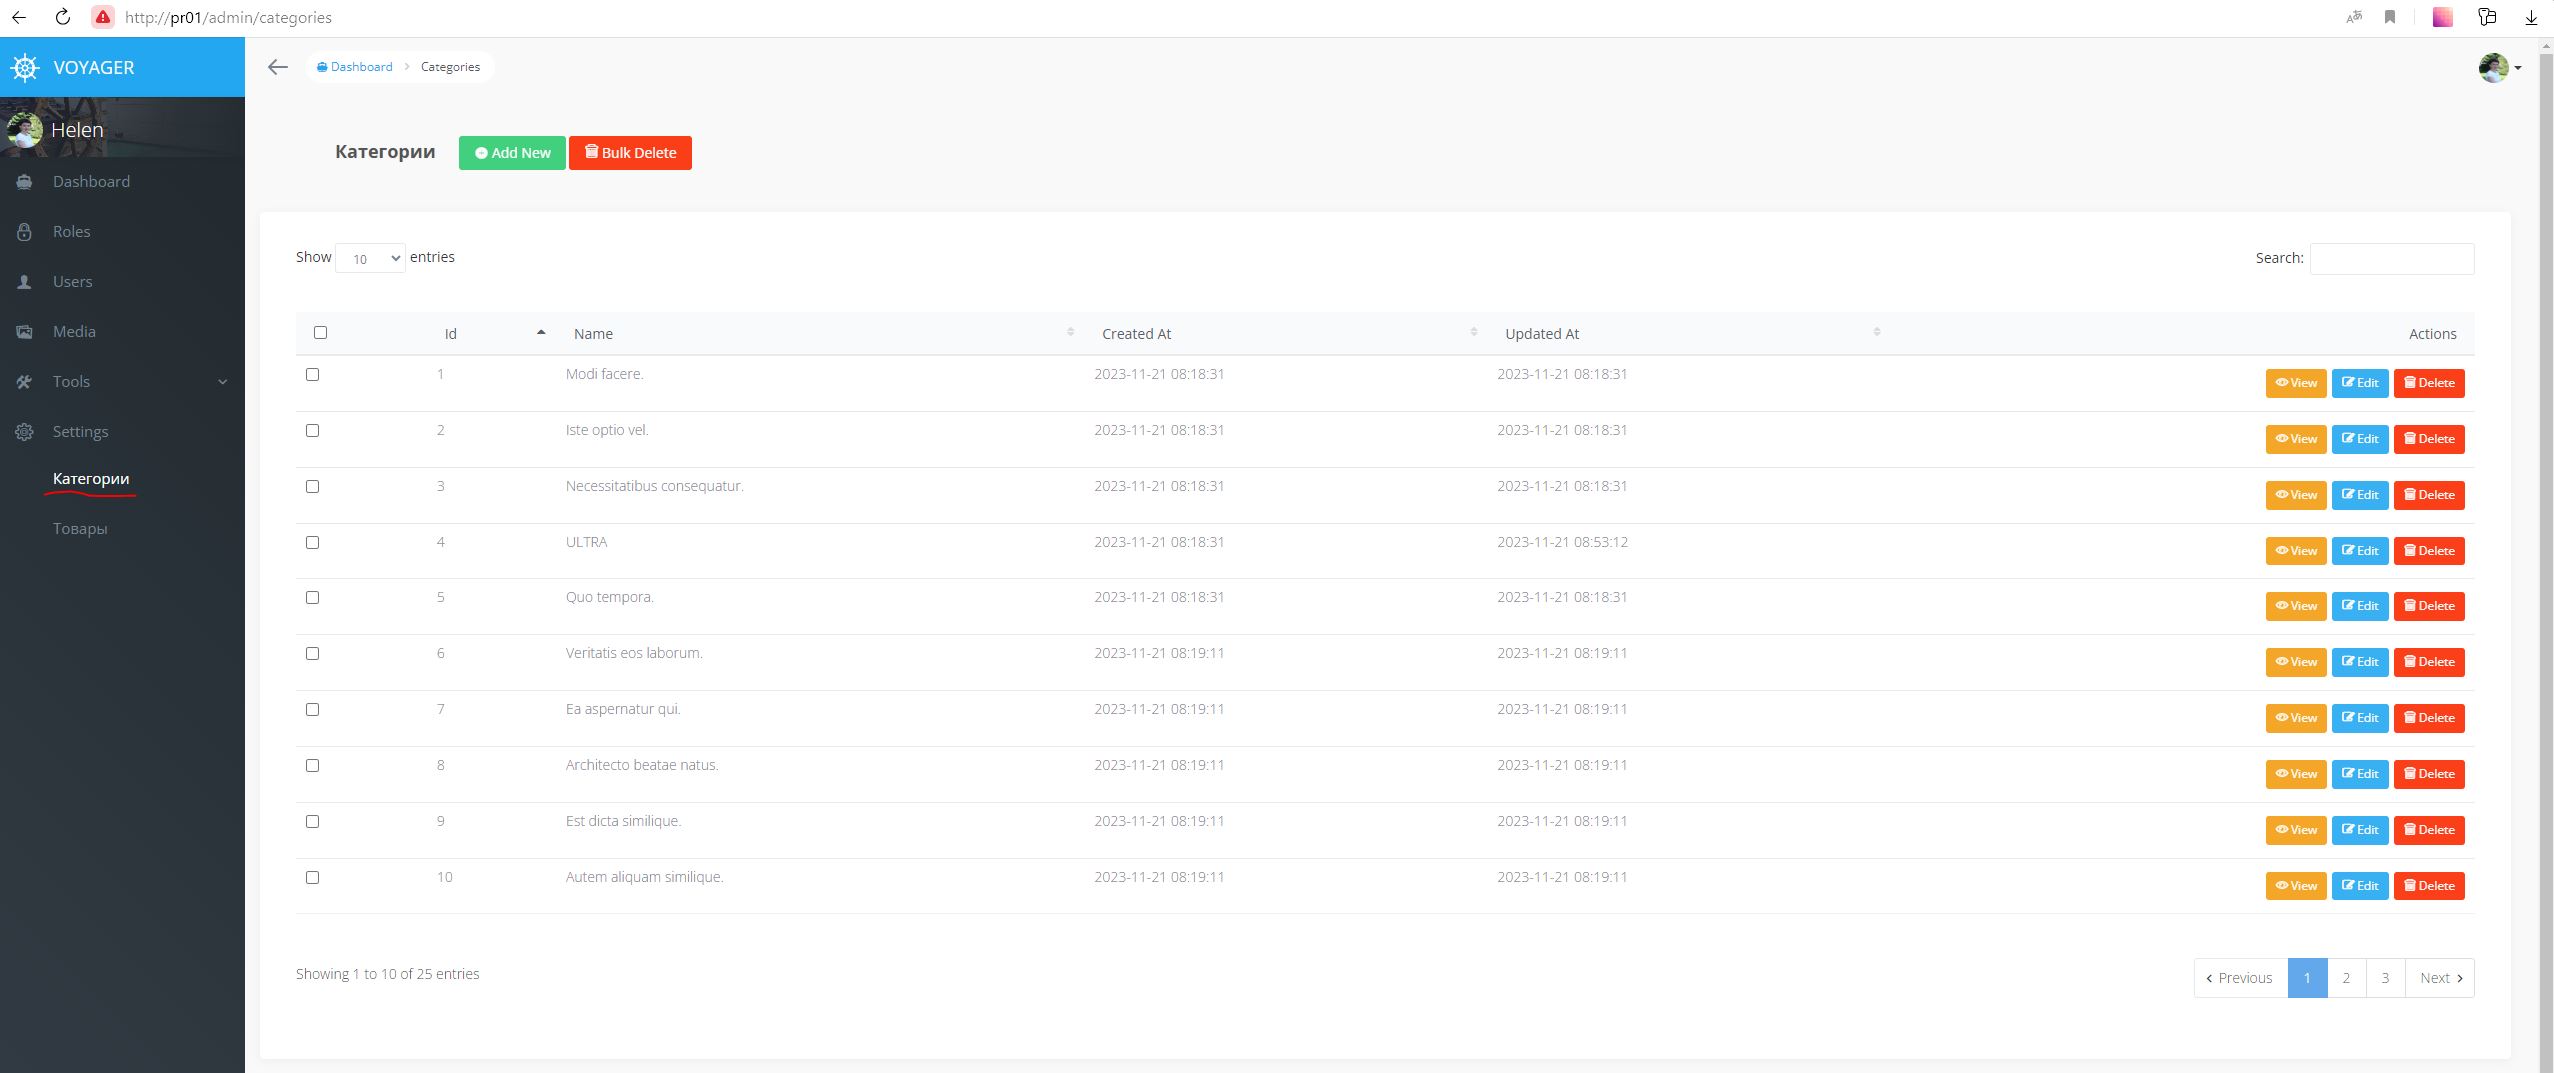 http://pr01/admin/categories
VOYAGER
Dashboard Categories
Helen
Dashboard
Roles
Users
Media
Tools
Settings
Категории
Товары
Категории Add New Bulk Delete
Show 10 entries Search:
Id Name Created At Updated At Actions
1 Modi facere. 2023-11-21 08:18:31 2023-11-21 08:18:31 View Edit Delete
2 Iste optio vel. 2023-11-21 08:18:31 2023-11-21 08:18:31 View Edit Delete
3 Necessitatibus consequatur. 2023-11-21 08:18:31 2023-11-21 08:18:31 View Edit Delete
4 ULTRA 2023-11-21 08:18:31 2023-11-21 08:53:12 View Edit Delete
5 Quo tempora. 2023-11-21 08:18:31 2023-11-21 08:18:31 View Edit Delete
6 Veritatis eos laborum. 2023-11-21 08:19:11 2023-11-21 08:19:11 View Edit Delete
7 Ea aspernatur qui. 2023-11-21 08:19:11 2023-11-21 08:19:11 View Edit Delete
8 Architecto beatae natus. 2023-11-21 08:19:11 2023-11-21 08:19:11 View Edit Delete
9 Est dicta similique. 2023-11-21 08:19:11 2023-11-21 08:19:11 View Edit Delete
10 Autem aliquam similique. 2023-11-21 08:19:11 2023-11-21 08:19:11 View Edit Delete
Showing 1 to 10 of 25 entries
Previous 1 2 3 Next